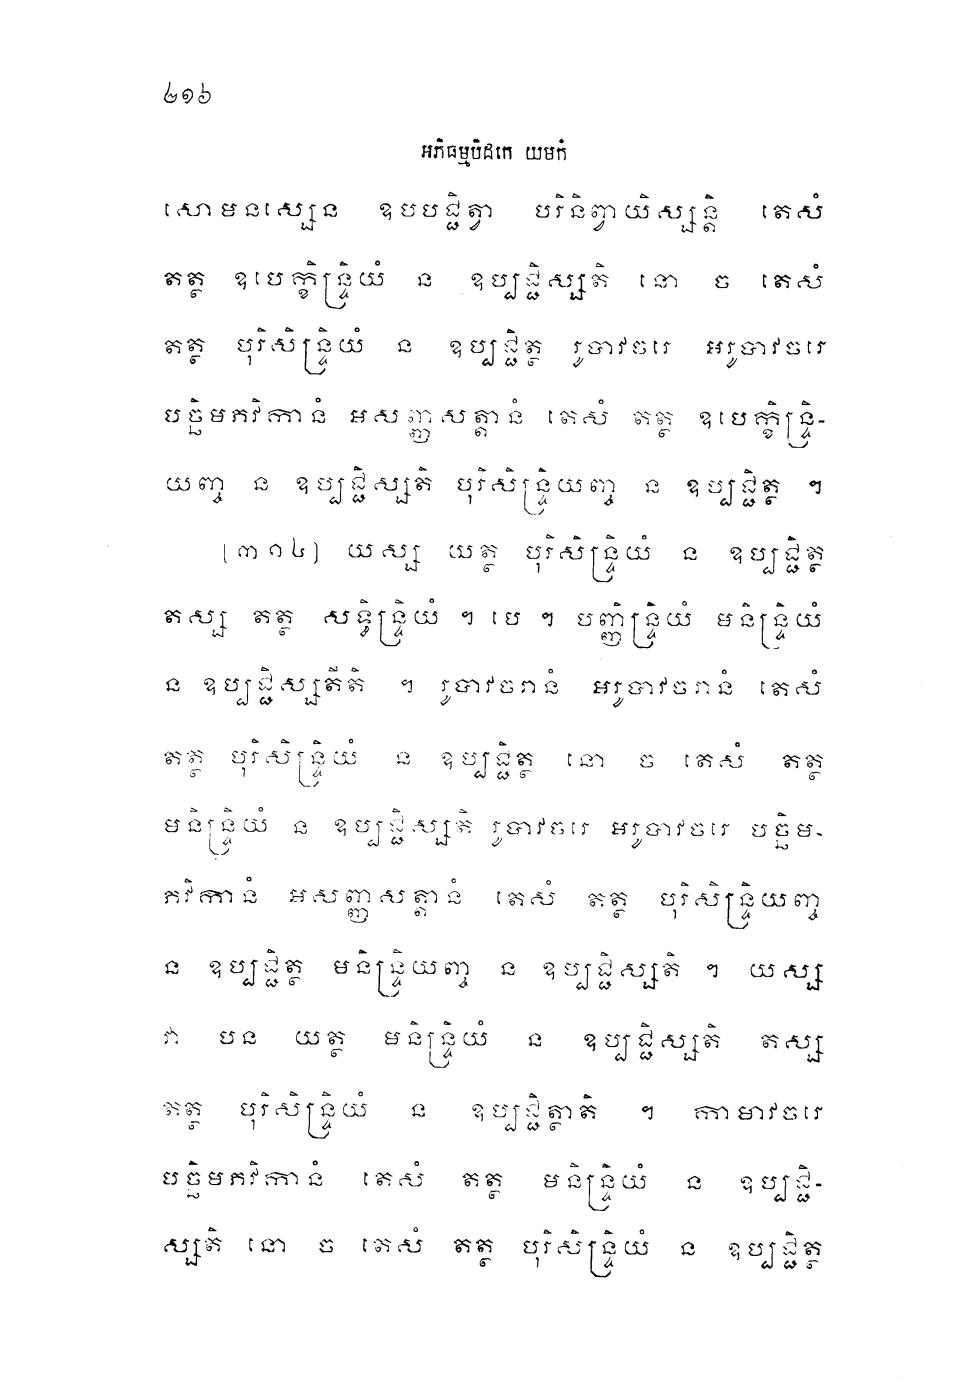 ៤១៦
អភិធម្មបិដកេ យមកំ
សោមនស្សេន ឧបបជ្ជិត្វា បរិនិព្វាយិស្សន្តិ តេសំ
តត្ថ ឧបេក្ខិន្ទ្រិយំ ន ឧប្បជ្ជិស្សតិ នោ ច តេសំ
តត្ថ បុរិសិន្ទ្រិយំ ន ឧប្បជ្ជិត្ថ រូបាវចរេ អរូបាវចរេ
បច្ឆិមភវិកានំ អសញ្ញសត្តានំ តេសំ តត្ថ ឧបេក្ខិន្ទ្រិ-
យញ្ច ន ឧប្បជ្ជិស្សតិ បុរិសិន្ទ្រិយញ្ច ន ឧប្បជ្ជិត្ថ ។
[៣១៤] យស្ស យត្ថ បុរិសិន្ទ្រិយំ ន ឧប្បជ្ជិត្ថ
តស្ស តត្ថ សទ្ធិន្ទ្រិយំ ។ បេ ។ បញ្ញិន្ទ្រិយំ មនិន្ទ្រិយំ
ន ឧប្បជ្ជិស្សតីតិ ។ រូបាវចរានំ អរូបាវចរានំ តេសំ
តត្ថ បុរិសិន្ទ្រិយំ ន ឧប្បជ្ជិត្ថ នោ ច តេសំ តត្ថ
មនិន្ទ្រិយំ ន ឧប្បជ្ជិស្សតិ រូបាវចរេ អរូបាវចរេ បច្ឆិម-
ភវិកានំ អសញ្ញសត្តានំ តេសំ តត្ថ បុរិសិន្ទ្រិយញ្ច
ន ឧប្បជ្ជិត្ថ មនិន្ទ្រិយញ្ច ន ឧប្បជ្ជិស្សតិ ។ យស្ស
វា បន យត្ថ មនិន្ទ្រិយំ ន ឧប្បជ្ជិស្សតិ តស្ស
តត្ថ បុរិសិន្ទ្រិយំ ន ឧប្បជ្ជិត្ថាតិ ។ កាមាវចរេ
បច្ឆិមភវិកានំ តេសំ តត្ថ មនិន្ទ្រិយំ ន ឧប្បជ្ជិ-
ស្សតិ នោ ច តេសំ តត្ថ បុរិសិន្ទ្រិយំ ន ឧប្បជ្ជិត្ថ